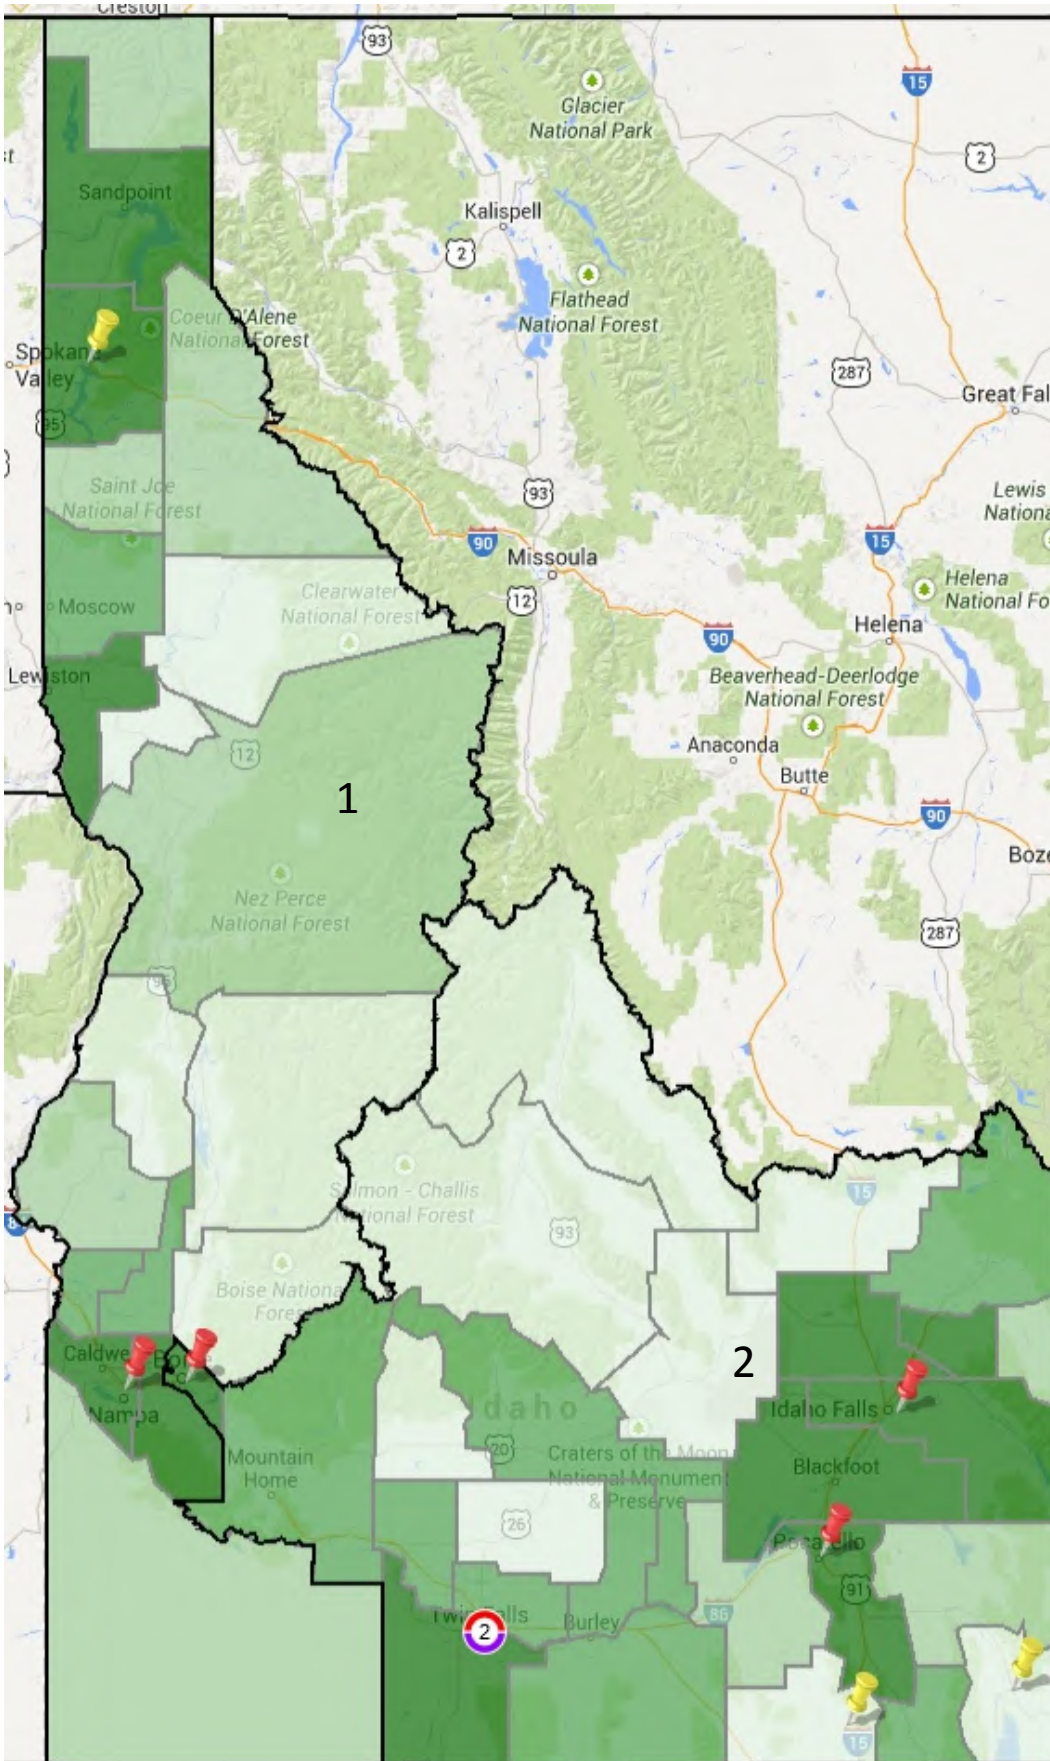 Creston
93
15
Glacier
National Park
2
Sandpoint
Kalispell
2
Flathead
National Forest
Coeur D'Alene
National Forest
Spokane
Valley
287
Great Fal
95
93
Saint Joe
National Forest
Lewis
Nationa
90
15
Missoula
Clearwater
National Forest
12
Helena
National Fo
Moscow
90
Helena
Lewiston
Beaverhead-Deerlodge
National Forest
12
Anaconda
Butte
1
90
Boze
Nez Perce
National Forest
287
95
Salmon - Challis
National Forest
15
93
8
Boise National
Forest
Caldwell
Boi
2
Nampa
Idaho
Idaho Falls
20
Craters of the Moon
National Monument
& Preserve
Mountain
Home
Blackfoot
26
Pocatello
91
86
Twin Falls
Burley
2
15